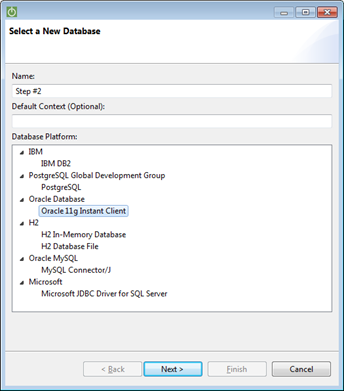 Select a New Database
Name:
Step #2
Default Context (Optional):
Database Platform:
IBM
IBM DB2
PostgreSQL Global Development Group
PostgreSQL
Oracle Database
Oracle 11g Instant Client
H2
H2 In-Memory Database
H2 Database File
Oracle MySQL
MySQL Connector/J
Microsoft
Microsoft JDBC Driver for SQL Server
< Back Next > Finish Cancel